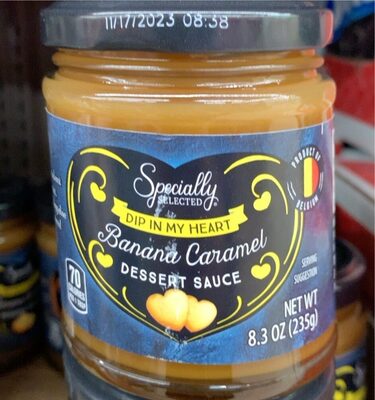 11/17/2023 08:38
Specially
SELECTED
DIP IN MY HEART
Banana Caramel
DESSERT SAUCE
PRODUCT OF
BELGIUM
SERVING
SUGGESTION
70
CALORIES
NET WT
8.3 OZ (235g)